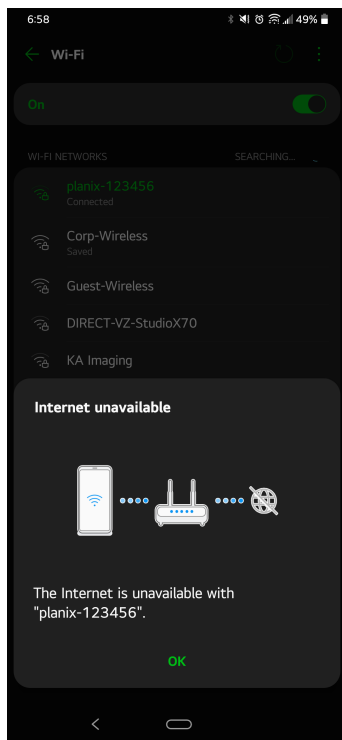 6:58
49%
Wi-Fi
On
WI-FI NETWORKS
SEARCHING...
planix-123456
Connected
Corp-Wireless
Saved
Guest-Wireless
DIRECT-VZ-StudioX70
KA Imaging
Internet unavailable
The Internet is unavailable with
"planix-123456".
OK